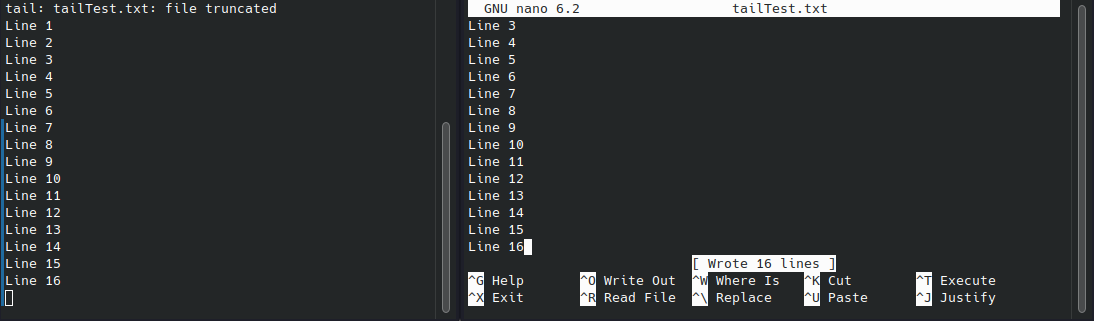 tail: tailTest.txt: file truncated
Line 1
Line 2
Line 3
Line 4
Line 5
Line 6
Line 7
Line 8
Line 9
Line 10
Line 11
Line 12
Line 13
Line 14
Line 15
Line 16
GNU nano 6.2 tailTest.txt
Line 3
Line 4
Line 5
Line 6
Line 7
Line 8
Line 9
Line 10
Line 11
Line 12
Line 13
Line 14
Line 15
Line 16
[ Wrote 16 lines ]
^G Help ^O Write Out ^W Where Is ^K Cut ^T Execute
^X Exit ^R Read File ^\ Replace ^U Paste ^J Justify